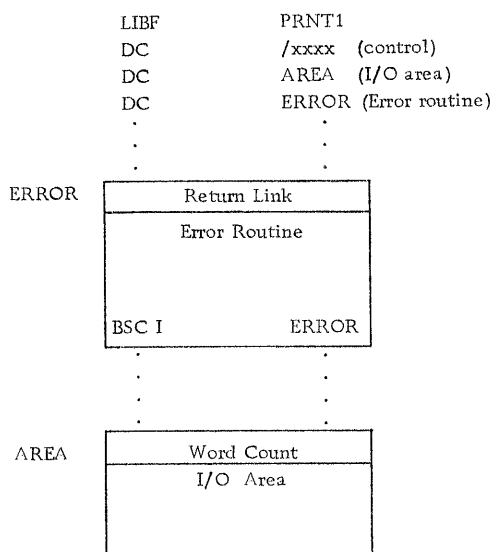 LIBF PRNT1
DC /xxxx (control)
DC AREA (I/O area)
DC ERROR (Error routine)
ERROR Return Link
Error Routine
BSC I ERROR
AREA Word Count
I/O Area